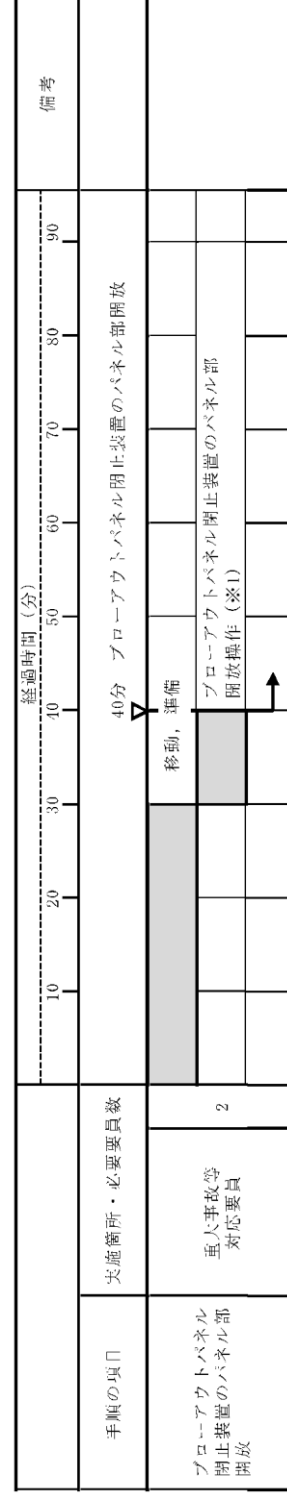 経過時間（分）
備考
10 20 30 40 50 60 70 80 90
手順の項目
実施箇所・必要要員数
40分 ブローアウトパネル閉止装置のパネル部開放
ブローアウトパネル
閉止装置のパネル部
開放
重大事故等
対応要員
2
移動，準備
ブローアウトパネル閉止装置のパネル部
開放操作（※1）